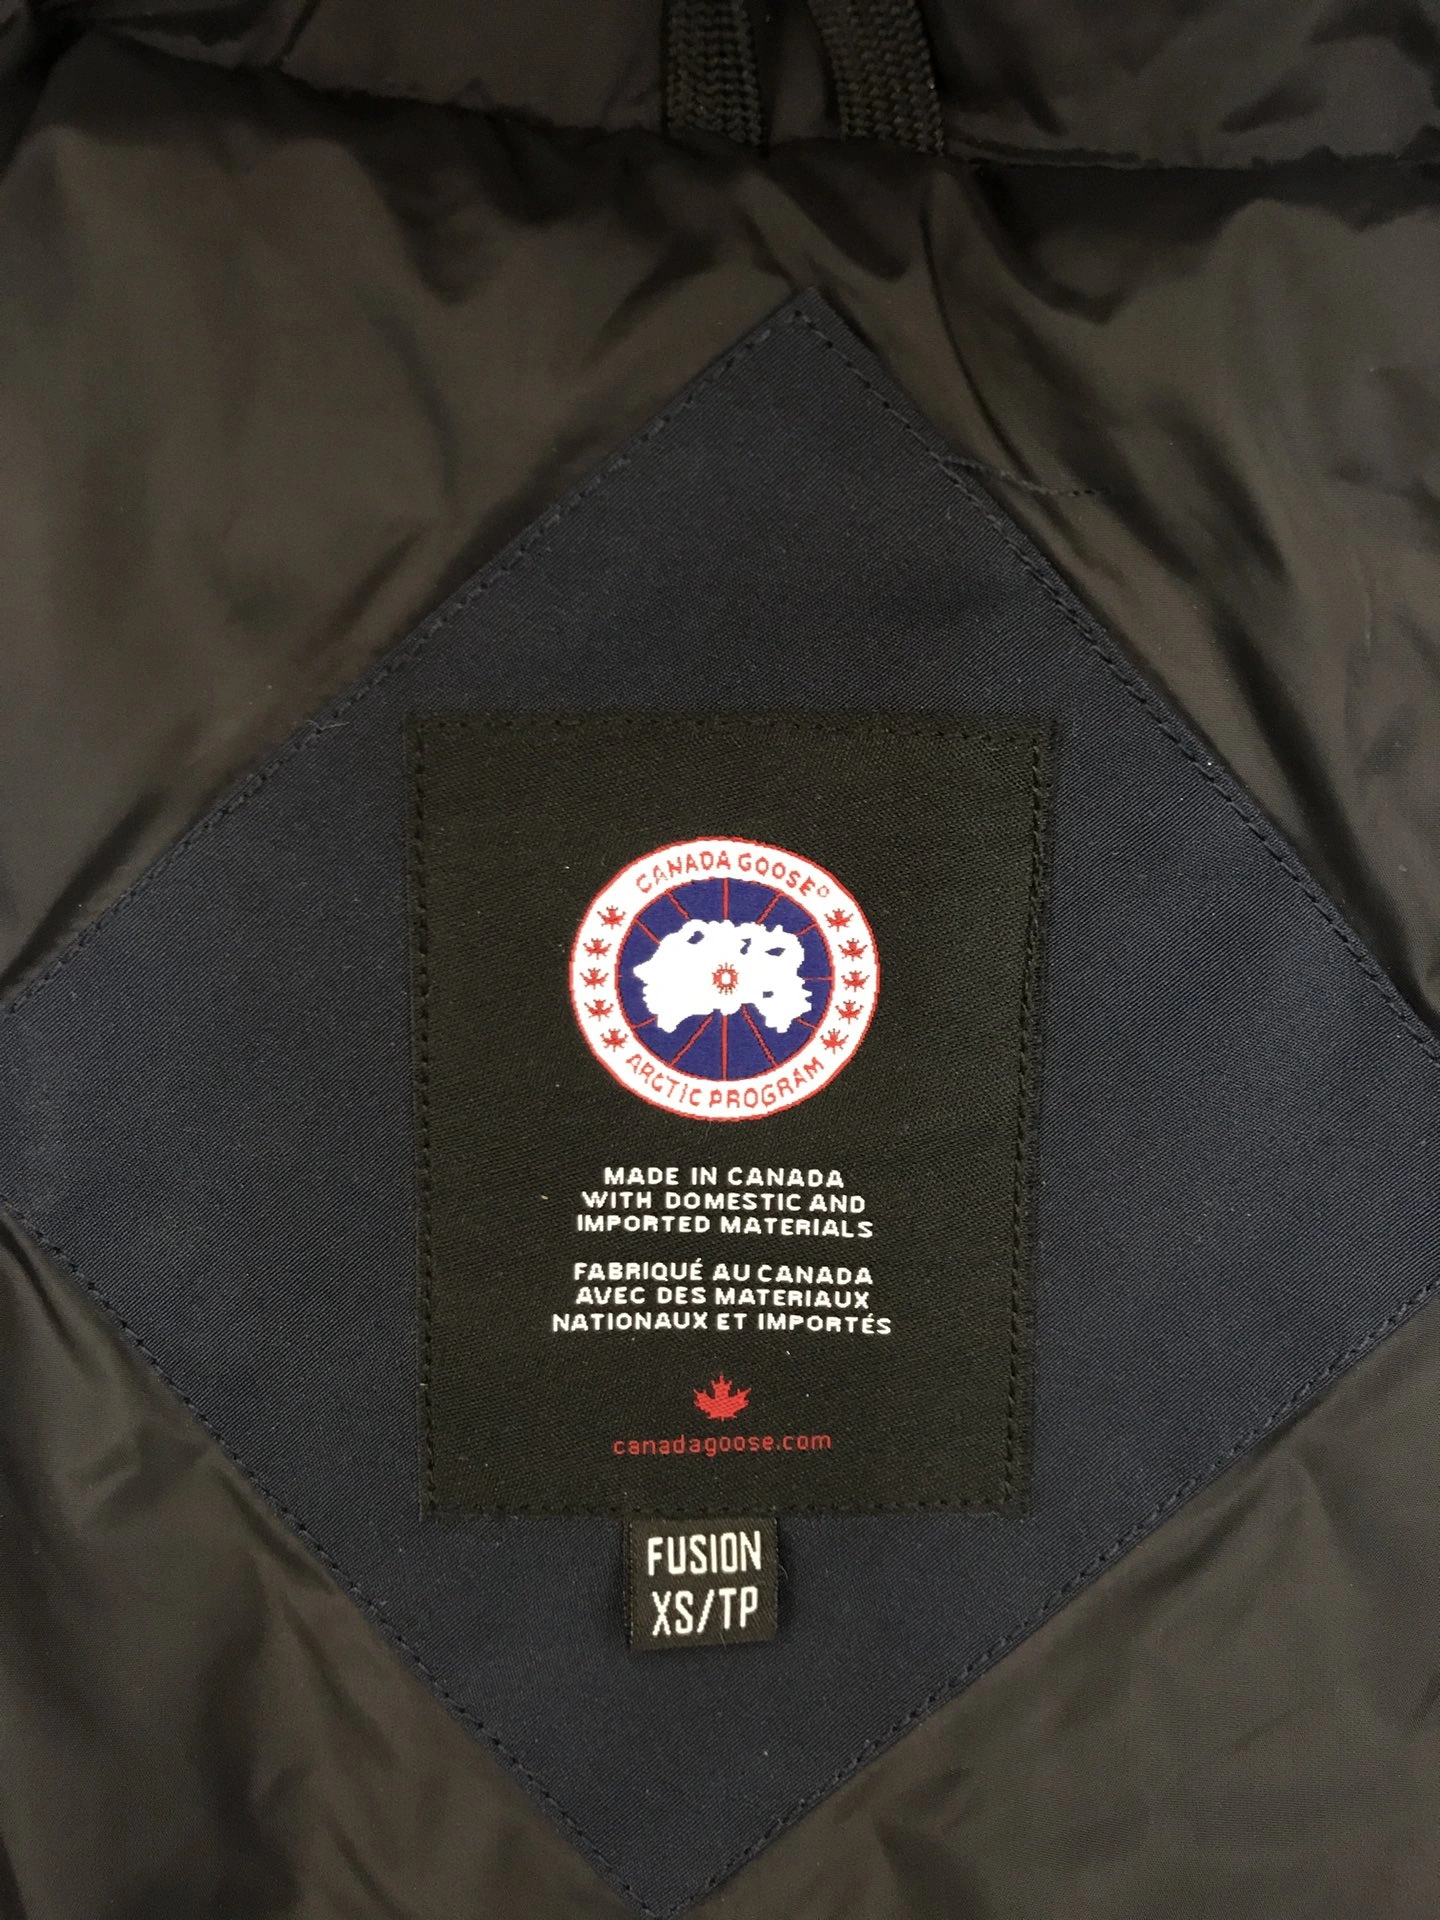 CANADA GOOSE®
ARCTIC PROGRAM
MADE IN CANADA
WITH DOMESTIC AND
IMPORTED MATERIALS
FABRIQUÉ AU CANADA
AVEC DES MATERIAUX
NATIONAUX ET IMPORTÉS
canadagoose.com
FUSION
XS/TP